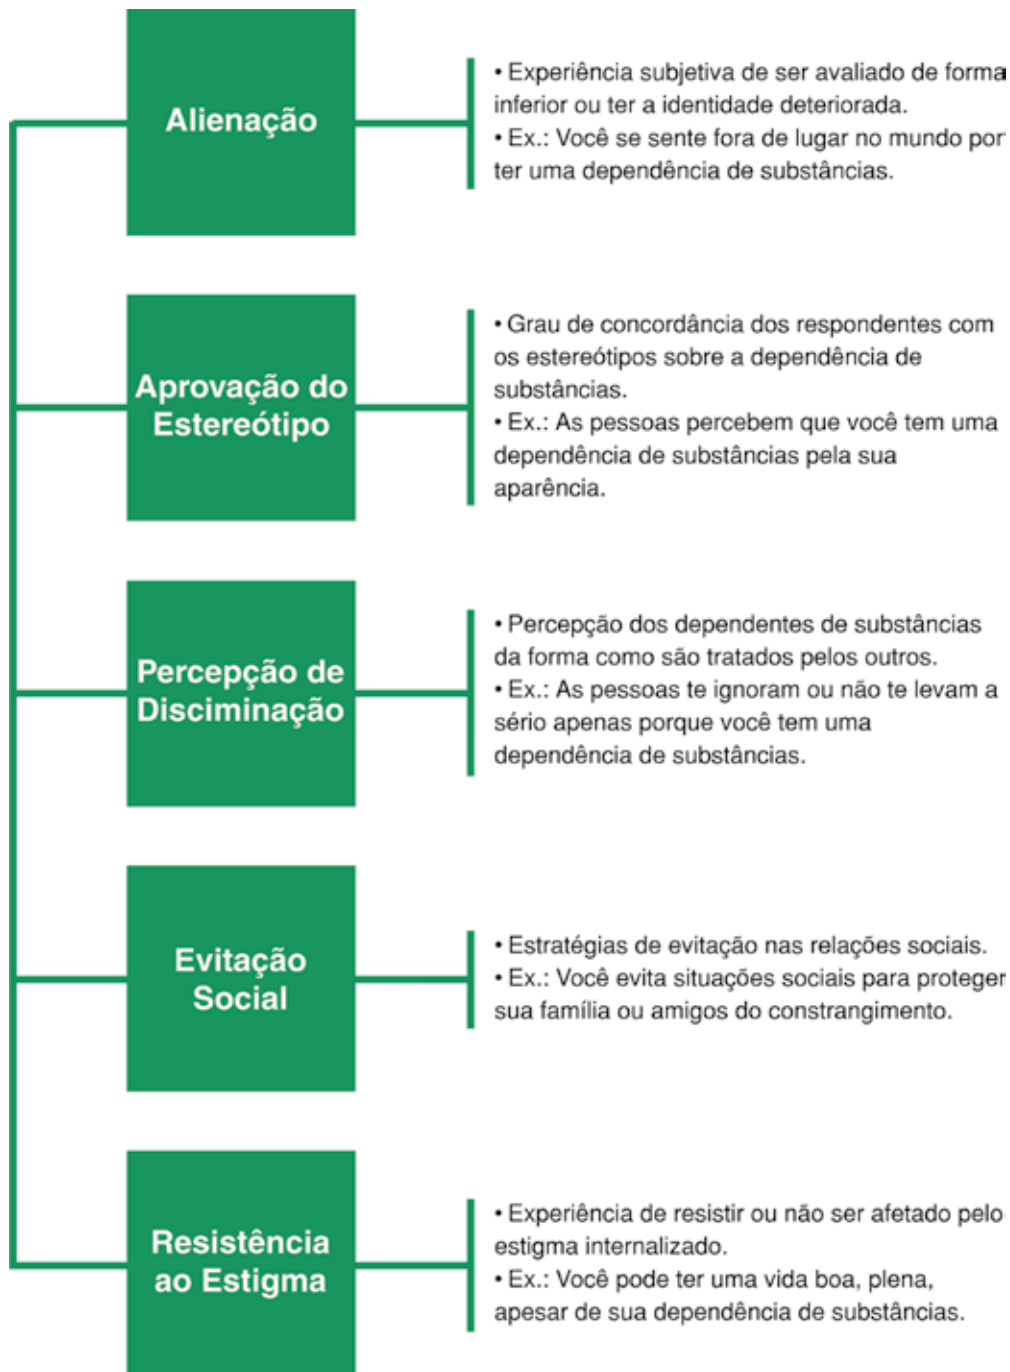 Alienação
• Experiência subjetiva de ser avaliado de forma
inferior ou ter a identidade deteriorada.
• Ex.: Você se sente fora de lugar no mundo por
ter uma dependência de substâncias.
Aprovação do
Estereótipo
• Grau de concordância dos respondentes com
os estereótipos sobre a dependência de
substâncias.
• Ex.: As pessoas percebem que você tem uma
dependência de substâncias pela sua
aparência.
Percepção de
Disciminação
• Percepção dos dependentes de substâncias
da forma como são tratados pelos outros.
• Ex.: As pessoas te ignoram ou não te levam a
sério apenas porque você tem uma
dependência de substâncias.
Evitação
Social
• Estratégias de evitação nas relações sociais.
• Ex.: Você evita situações sociais para proteger
sua família ou amigos do constrangimento.
Resistência
ao Estigma
• Experiência de resistir ou não ser afetado pelo
estigma internalizado.
• Ex.: Você pode ter uma vida boa, plena,
apesar de sua dependência de substâncias.